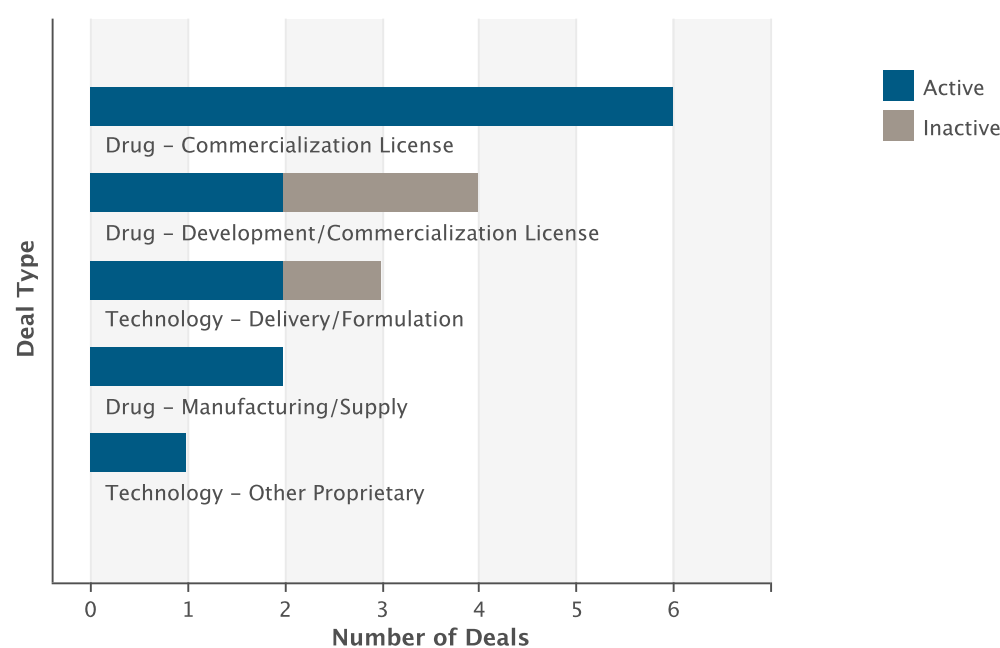 Active
Inactive
Drug – Commercialization License
Drug – Development/Commercialization License
Technology – Delivery/Formulation
Drug – Manufacturing/Supply
Technology – Other Proprietary
Deal Type
0 1 2 3 4 5 6
Number of Deals